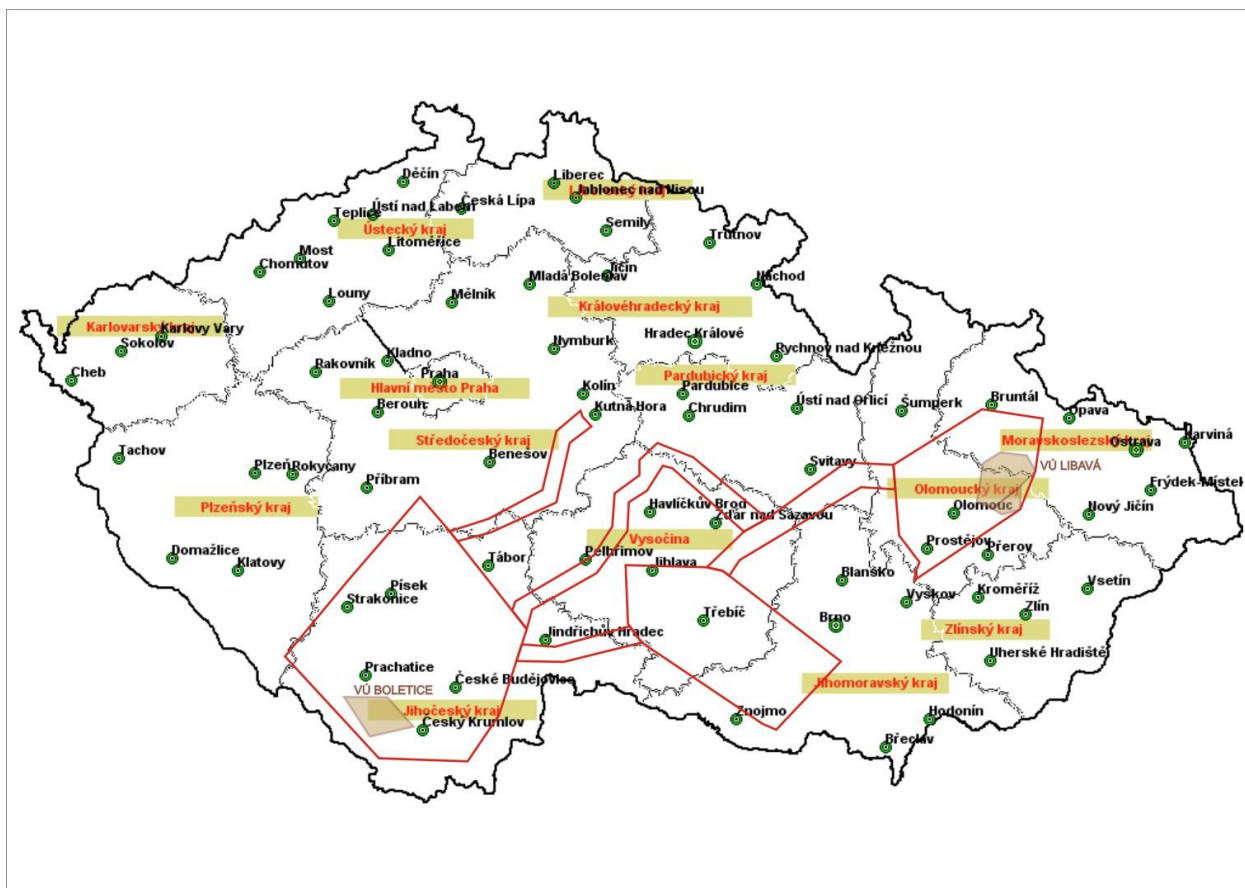 Děčín
Liberec
Jablonec nad Nisou
Ústí nad Labem
Česká Lípa
Teplice
Ústecký kraj
Semily
Trutnov
Litoměřice
Most
Chomutov
Jičín
Mladá Boleslav
Náchod
Louny
Mělník
Královéhradecký kraj
Karlovarský kraj
Karlovy Vary
Sokolov
Hradec Králové
Nymburk
Rychnov nad Kněžnou
Kladno
Rakovník
Cheb
Praha
Pardubický kraj
Hlavní město Praha
Kolín
Pardubice
Bruntál
Beroun
Kutná Hora
Chrudim
Ústí nad Orlicí
Šumperk
Opava
Středočeský kraj
Moravskoslezský kraj
Karviná
Ostrava
Tachov
Benešov
VÚ LIBAVÁ
Plzeň
Rokycany
Svitavy
Příbram
Olomoucký kraj
Frýdek-Místek
Plzeňský kraj
Havlíčkův Brod
Olomouc
Nový Jičín
Žďár nad Sázavou
Vysočina
Prostějov
Domažlice
Přerov
Klatovy
Tábor
Pelhřimov
Jihlava
Blansko
Písek
Vsetín
Strakonice
Vyškov
Kroměříž
Třebíč
Zlín
Brno
Zlínský kraj
Jindřichův Hradec
Uherské Hradiště
Prachatice
České Budějovice
Jihomoravský kraj
VÚ BOLETICE
Jihočeský kraj
Český Krumlov
Znojmo
Hodonín
Břeclav